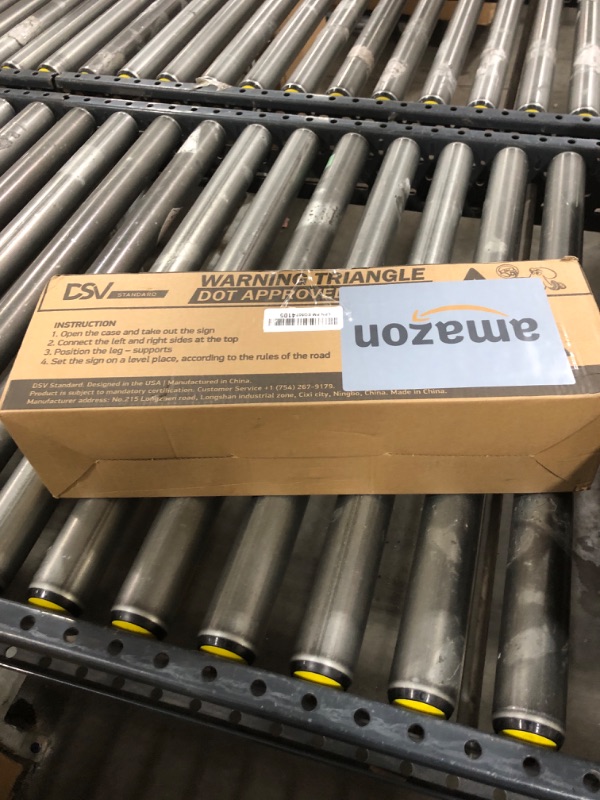 DSV STANDARD
WARNING TRIANGLE
DOT APPROVE
INSTRUCTION
1. Open the case and take out the sign
2. Connect the left and right sides at the top
3. Position the leg – supports
4. Set the sign on a level place, according to the rules of the road
amazon
DSV Standard. Designed in the USA | Manufactured in China.
Product is subject to mandatory certification. Customer Service +1 (754) 287-9179.
Manufacturer address: No.215 Longshan road, Longshan industrial zone, Cixi city, Ningbo, China. Made in China.